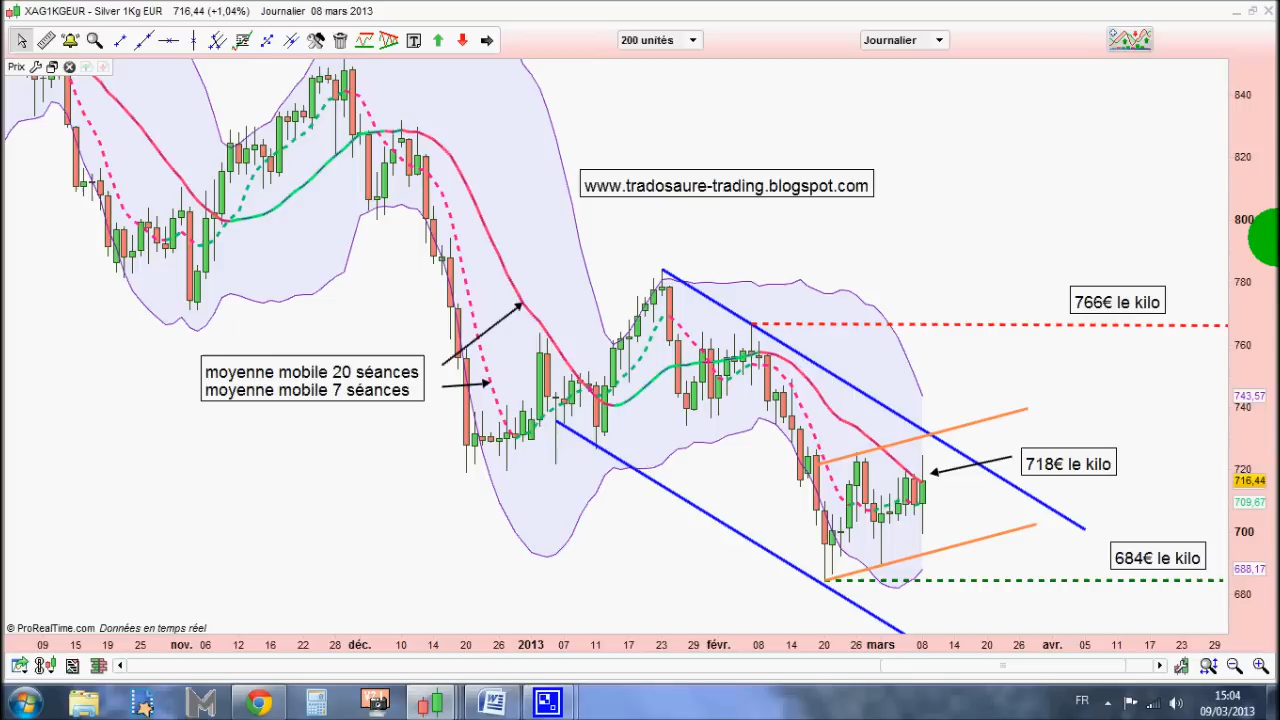 XAG1KGEUR - Silver 1Kg EUR 716,44 (+1,04%) Journalier 08 mars 2013
200 unités
Journalier
Prix
840
820
800
780
760
743,57
740
720
716,44
709,67
700
688,17
680
www.tradosaure-trading.blogspot.com
766€ le kilo
moyenne mobile 20 séances
moyenne mobile 7 séances
718€ le kilo
684€ le kilo
© ProRealTime.com Données en temps réel
09 15 19 25 nov. 06 12 16 22 28 déc. 10 14 20 26 2013 07 11 17 23 29 févr. 08 14 20 26 mars 08 14 20 26 avr. 05 11 17 23 29
FR
15:04
09/03/2013